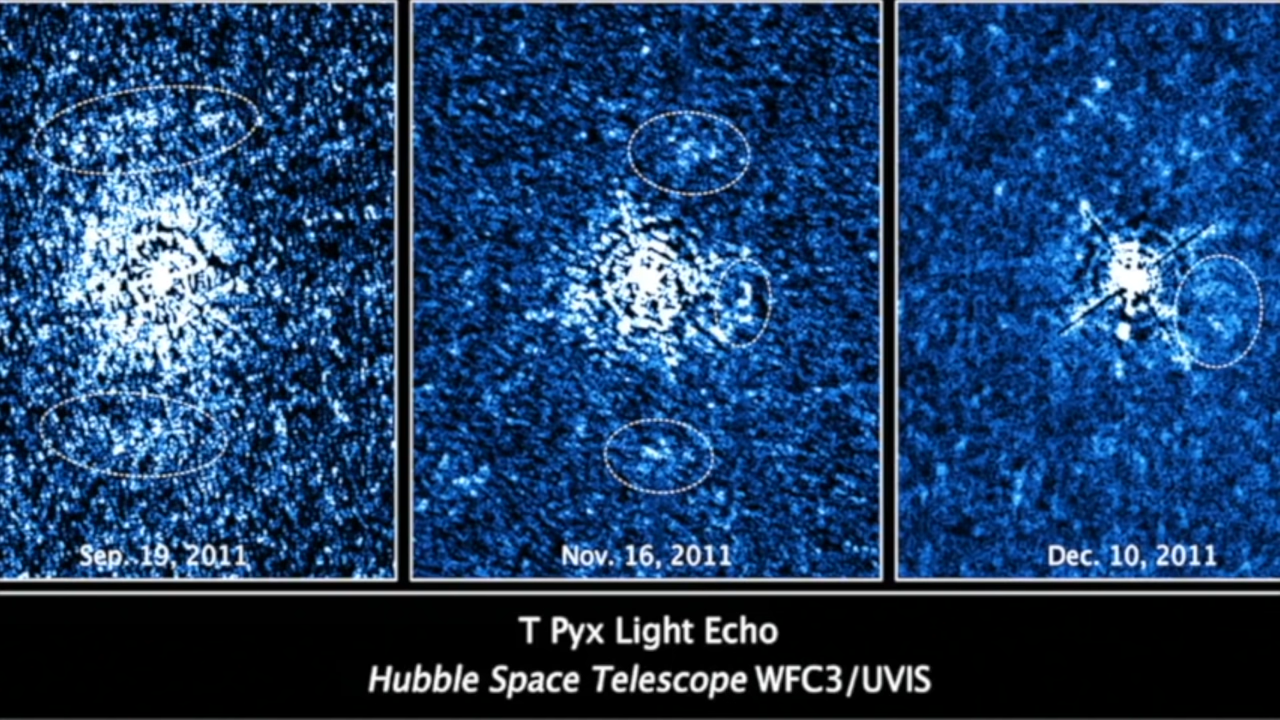 Sep. 19, 2011
Nov. 16, 2011
Dec. 10, 2011
T Pyx Light Echo
Hubble Space Telescope WFC3/UVIS